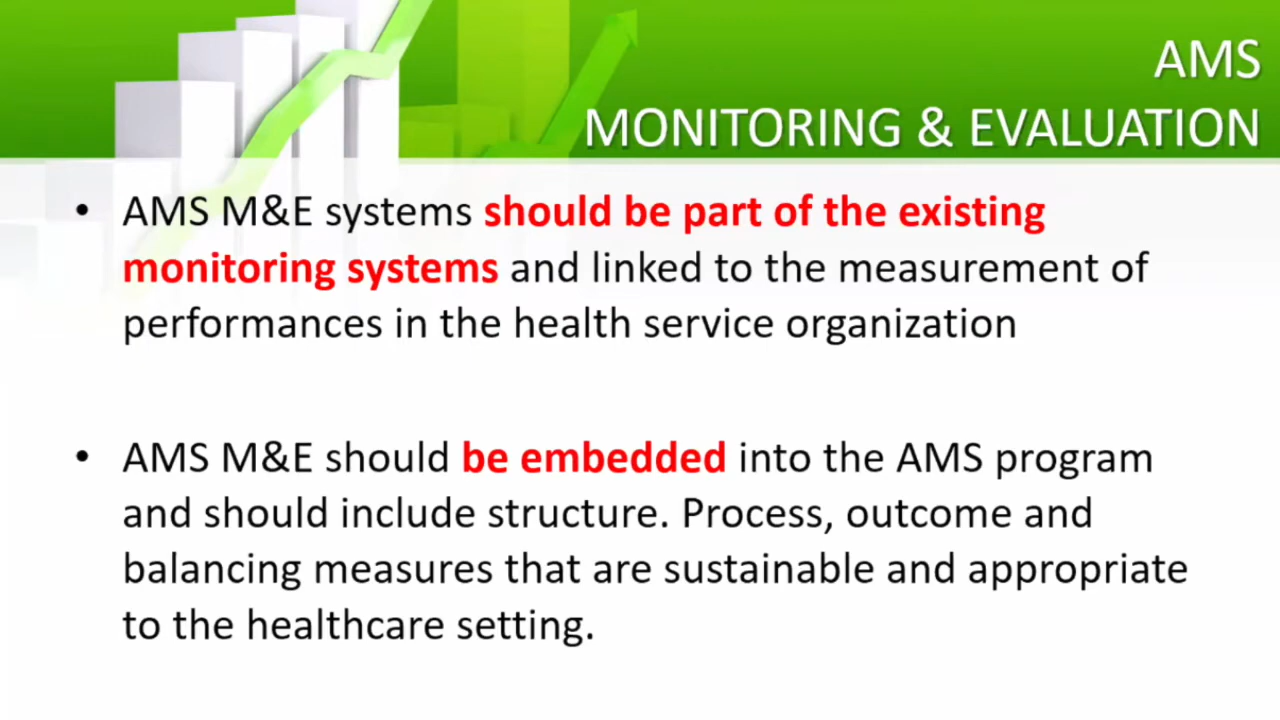 AMS
MONITORING & EVALUATION
• AMS M&E systems should be part of the existing
monitoring systems and linked to the measurement of
performances in the health service organization
• AMS M&E should be embedded into the AMS program
and should include structure. Process, outcome and
balancing measures that are sustainable and appropriate
to the healthcare setting.